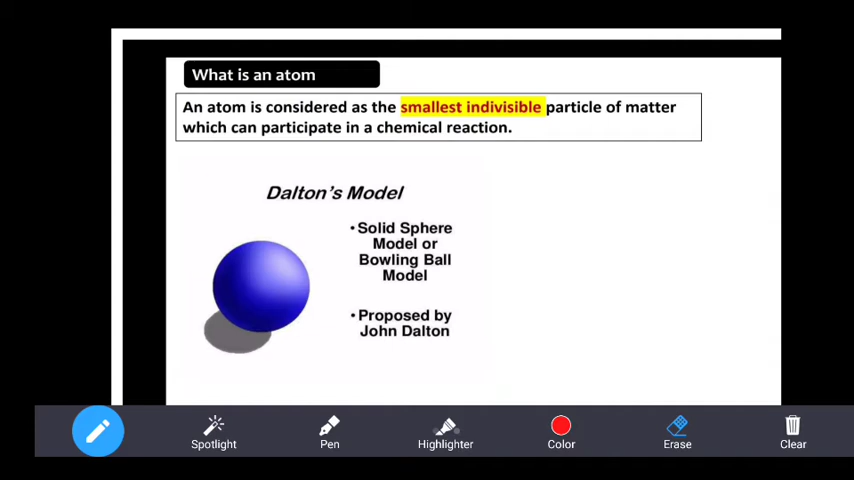 What is an atom
An atom is considered as the smallest indivisible particle of matter
which can participate in a chemical reaction.
Dalton's Model
•Solid Sphere
Model or
Bowling Ball
Model
•Proposed by
John Dalton
Spotlight
Pen
Highlighter
Color
Erase
Clear